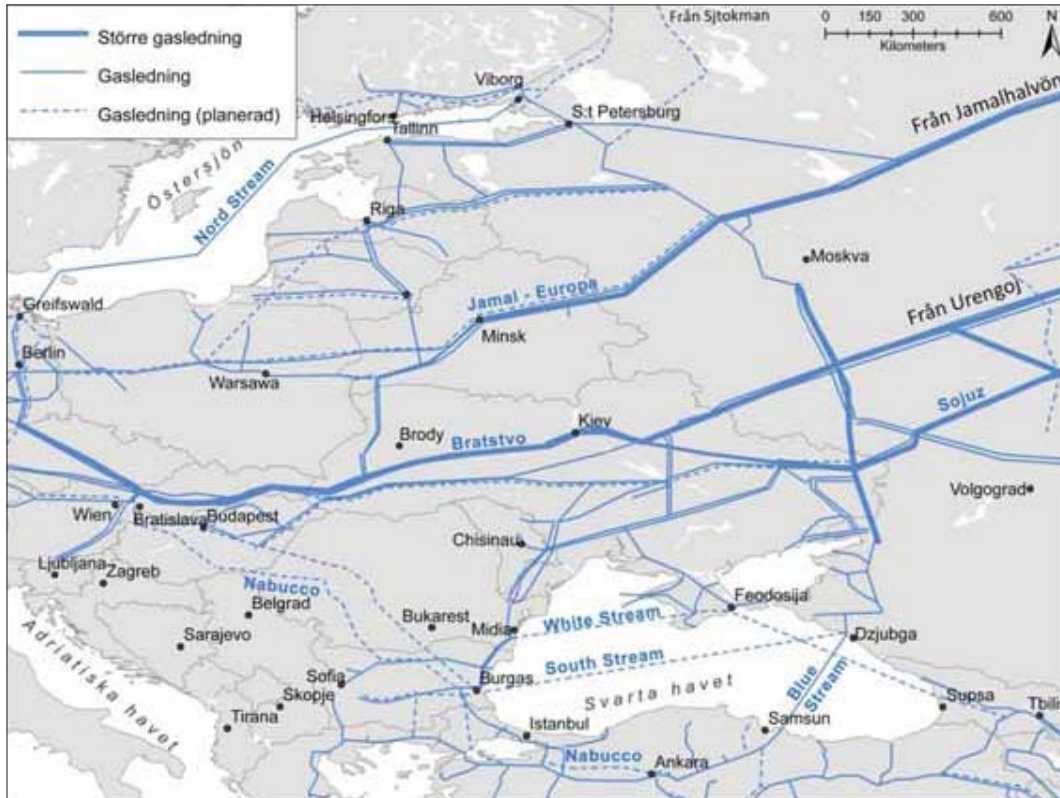 Större gasledning
Gasledning
Gasledning (planerad)
Från Sjtokman
0 150 300 600
Kilometers
N
Viborg
Helsingfors
Tallinn
S:t Petersburg
Från Jamalhalvön
Östersjön
Nord Stream
Riga
Moskva
Jamal - Europa
Från Urengoj
Greifswald
Minsk
Berlin
Warsawa
Sojuz
Kiev
Brody
Bratstvo
Volgograd
Wien
Bratislava
Budapest
Chisinau
Ljubljana
Zagreb
Nabucco
Feodosija
Belgrad
Bukarest
Midia
White Stream
Dzjubga
Sarajevo
South Stream
Adriatiska havet
Sofia
Burgas
Svarta havet
Blue
Stream
Skopje
Supsa
Tirana
Istanbul
Samsun
Tbilis
Nabucco
Ankara